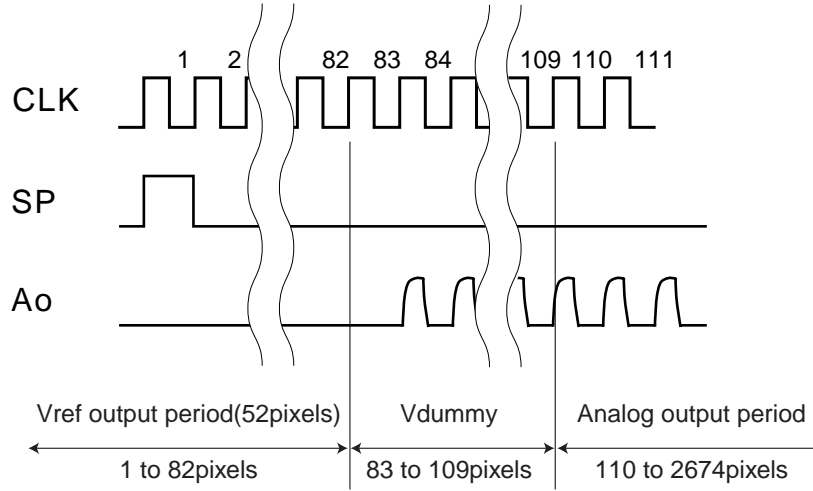 1 2 82 83 84 109 110 111
CLK
SP
Ao
Vref output period(52pixels) Vdummy Analog output period
1 to 82pixels 83 to 109pixels 110 to 2674pixels